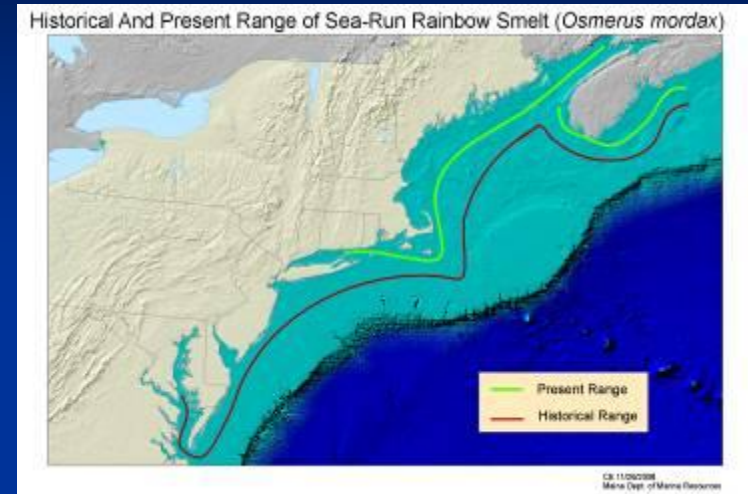 Historical And Present Range of Sea-Run Rainbow Smelt (Osmerus mordax)
Present Range
Historical Range
Maine Dept. of Marine Resources